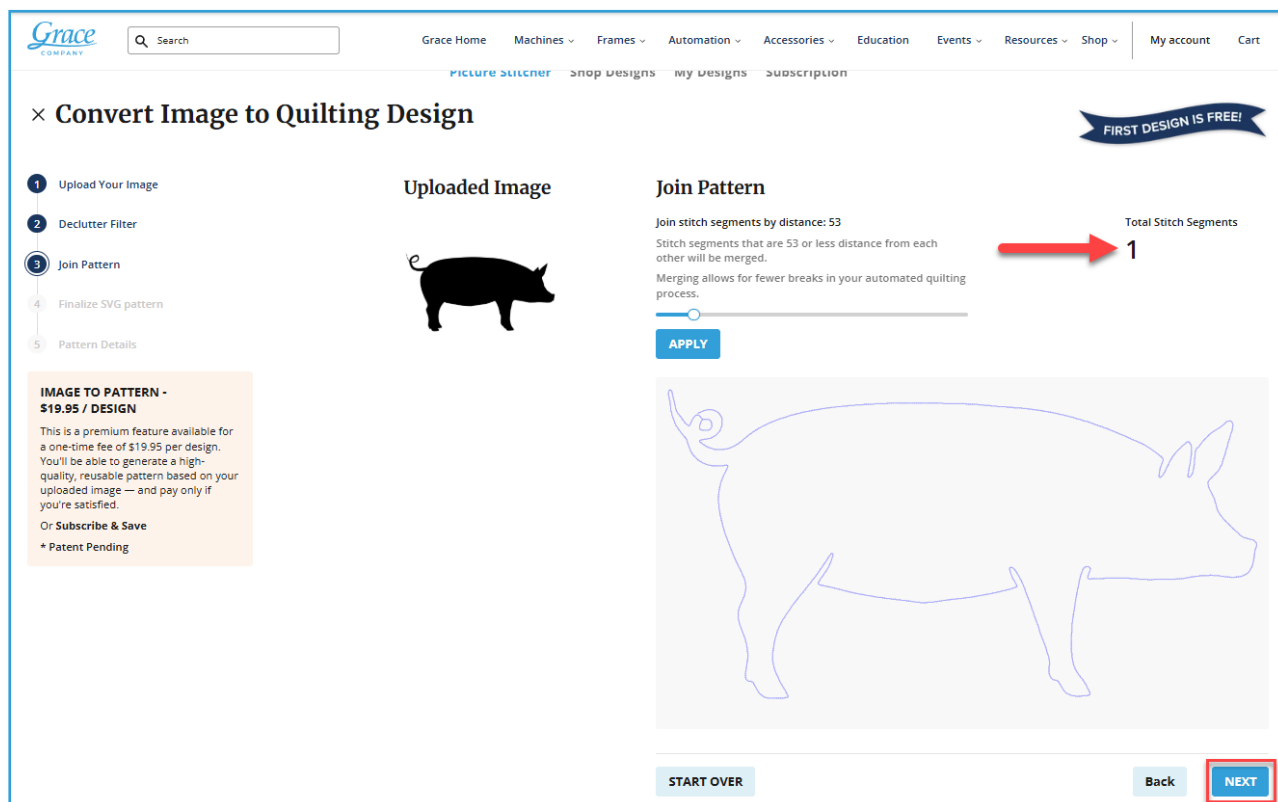 Grace
COMPANY
Search
Grace Home Machines Frames Automation Accessories Education Events Resources Shop My account Cart
Picture Stitcher Shop Designs My Designs Subscription
× Convert Image to Quilting Design
FIRST DESIGN IS FREE!
1 Upload Your Image
2 Declutter Filter
3 Join Pattern
4 Finalize SVG pattern
5 Pattern Details
IMAGE TO PATTERN -
$19.95 / DESIGN
This is a premium feature available for
a one-time fee of $19.95 per design.
You'll be able to generate a high-
quality, reusable pattern based on your
uploaded image — and pay only if
you're satisfied.
Or Subscribe & Save
* Patent Pending
Uploaded Image
Join Pattern
Join stitch segments by distance: 53
Stitch segments that are 53 or less distance from each
other will be merged.
Merging allows for fewer breaks in your automated quilting
process.
APPLY
Total Stitch Segments
1
START OVER
Back
NEXT